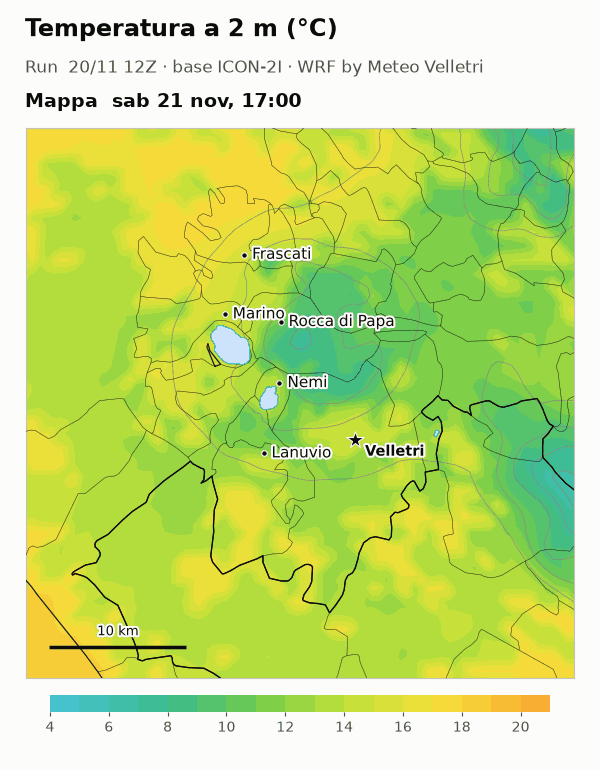 Temperatura a 2 m (°C)
Run  20/11 12Z · base ICON-2I · WRF by Meteo Velletri
Mappa  sab 21 nov, 17:00
Frascati
Marino
Rocca di Papa
Nemi
Velletri
Lanuvio
10 km
4 6 8 10 12 14 16 18 20